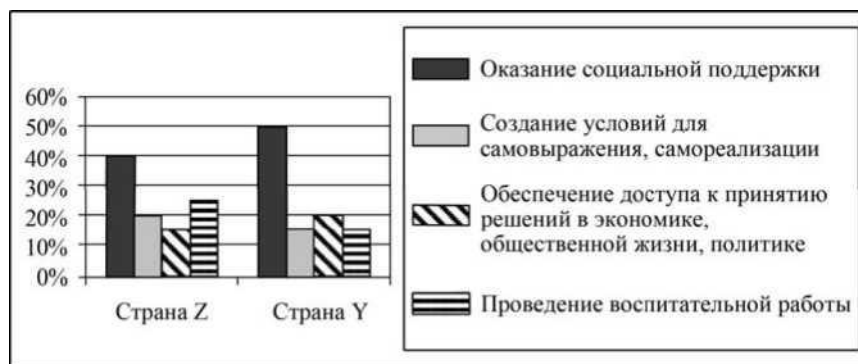 60%
50%
40%
30%
20%
10%
0%
Страна Z
Страна Y
Оказание социальной поддержки
Создание условий для
самовыражения, самореализации
Обеспечение доступа к принятию
решений в экономике,
общественной жизни, политике
Проведение воспитательной работы